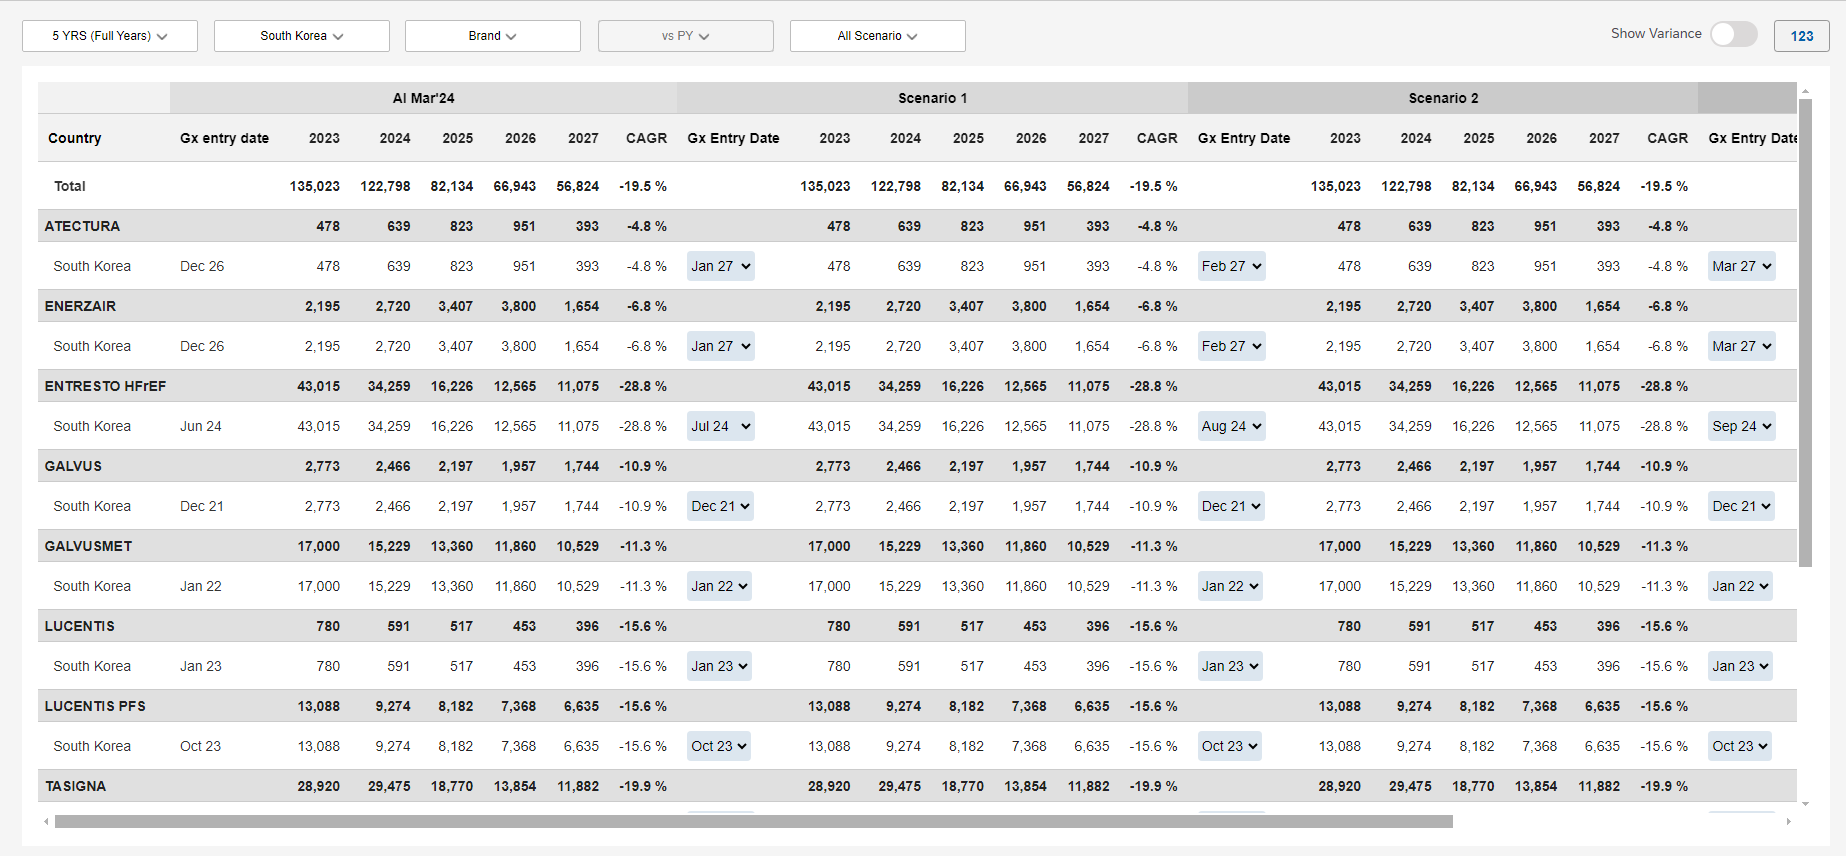 5 YRS (Full Years) South Korea Brand vs PY All Scenario Show Variance 123
AI Mar'24 Scenario 1 Scenario 2
Country Gx entry date 2023 2024 2025 2026 2027 CAGR Gx Entry Date 2023 2024 2025 2026 2027 CAGR Gx Entry Date 2023 2024 2025 2026 2027 CAGR Gx Entry Date
Total 135,023 122,798 82,134 66,943 56,824 -19.5 % 135,023 122,798 82,134 66,943 56,824 -19.5 % 135,023 122,798 82,134 66,943 56,824 -19.5 %
ATECTURA 478 639 823 951 393 -4.8 % 478 639 823 951 393 -4.8 % 478 639 823 951 393 -4.8 %
South Korea Dec 26 478 639 823 951 393 -4.8 % Jan 27 478 639 823 951 393 -4.8 % Feb 27 478 639 823 951 393 -4.8 % Mar 27
ENERZAIR 2,195 2,720 3,407 3,800 1,654 -6.8 % 2,195 2,720 3,407 3,800 1,654 -6.8 % 2,195 2,720 3,407 3,800 1,654 -6.8 %
South Korea Dec 26 2,195 2,720 3,407 3,800 1,654 -6.8 % Jan 27 2,195 2,720 3,407 3,800 1,654 -6.8 % Feb 27 2,195 2,720 3,407 3,800 1,654 -6.8 % Mar 27
ENTRESTO HFrEF 43,015 34,259 16,226 12,565 11,075 -28.8 % 43,015 34,259 16,226 12,565 11,075 -28.8 % 43,015 34,259 16,226 12,565 11,075 -28.8 %
South Korea Jun 24 43,015 34,259 16,226 12,565 11,075 -28.8 % Jul 24 43,015 34,259 16,226 12,565 11,075 -28.8 % Aug 24 43,015 34,259 16,226 12,565 11,075 -28.8 % Sep 24
GALVUS 2,773 2,466 2,197 1,957 1,744 -10.9 % 2,773 2,466 2,197 1,957 1,744 -10.9 % 2,773 2,466 2,197 1,957 1,744 -10.9 %
South Korea Dec 21 2,773 2,466 2,197 1,957 1,744 -10.9 % Dec 21 2,773 2,466 2,197 1,957 1,744 -10.9 % Dec 21 2,773 2,466 2,197 1,957 1,744 -10.9 % Dec 21
GALVUSMET 17,000 15,229 13,360 11,860 10,529 -11.3 % 17,000 15,229 13,360 11,860 10,529 -11.3 % 17,000 15,229 13,360 11,860 10,529 -11.3 %
South Korea Jan 22 17,000 15,229 13,360 11,860 10,529 -11.3 % Jan 22 17,000 15,229 13,360 11,860 10,529 -11.3 % Jan 22 17,000 15,229 13,360 11,860 10,529 -11.3 % Jan 22
LUCENTIS 780 591 517 453 396 -15.6 % 780 591 517 453 396 -15.6 % 780 591 517 453 396 -15.6 %
South Korea Jan 23 780 591 517 453 396 -15.6 % Jan 23 780 591 517 453 396 -15.6 % Jan 23 780 591 517 453 396 -15.6 % Jan 23
LUCENTIS PFS 13,088 9,274 8,182 7,368 6,635 -15.6 % 13,088 9,274 8,182 7,368 6,635 -15.6 % 13,088 9,274 8,182 7,368 6,635 -15.6 %
South Korea Oct 23 13,088 9,274 8,182 7,368 6,635 -15.6 % Oct 23 13,088 9,274 8,182 7,368 6,635 -15.6 % Oct 23 13,088 9,274 8,182 7,368 6,635 -15.6 % Oct 23
TASIGNA 28,920 29,475 18,770 13,854 11,882 -19.9 % 28,920 29,475 18,770 13,854 11,882 -19.9 % 28,920 29,475 18,770 13,854 11,882 -19.9 %